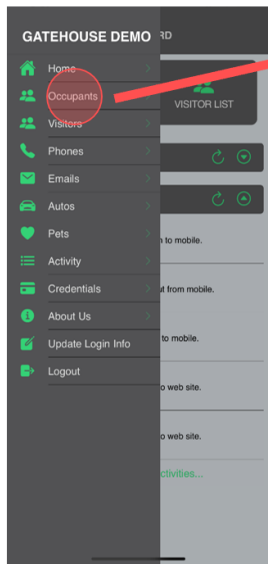 GATEHOUSE DEMO RD
Home
Occupants
VISITOR LIST
Visitors
Phones
Emails
Autos
Pets
n to mobile.
Activity
Credentials
ut from mobile.
About Us
Update Login Info
to mobile.
Logout
o web site.
o web site.
ctivities...